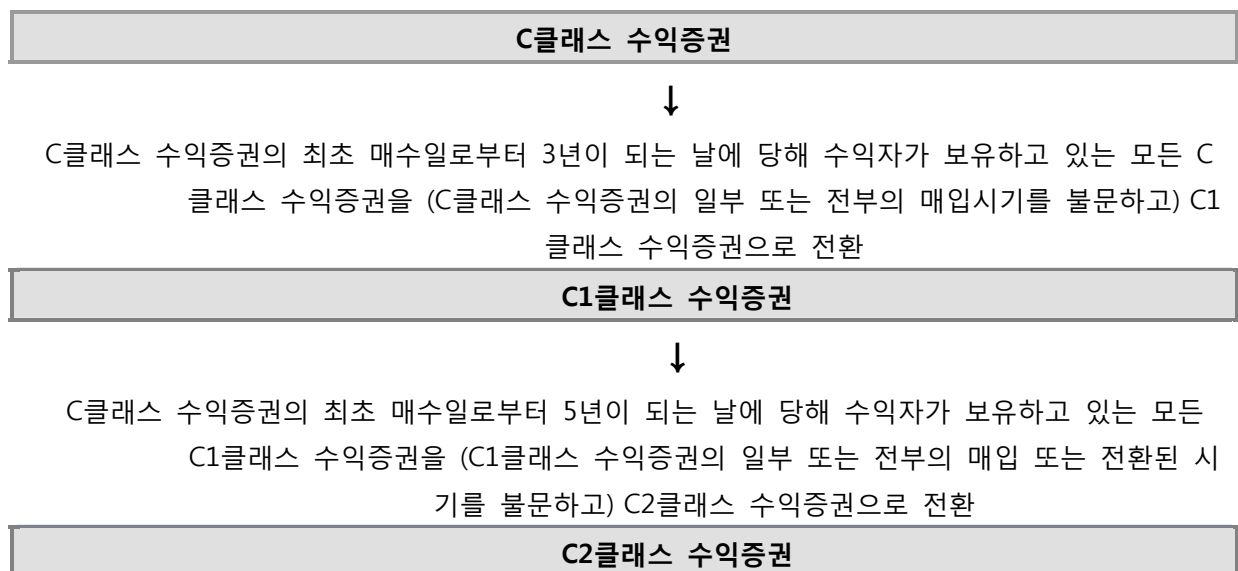 C클래스 수익증권
↓
C클래스 수익증권의 최초 매수일로부터 3년이 되는 날에 당해 수익자가 보유하고 있는 모든 C
클래스 수익증권을 (C클래스 수익증권의 일부 또는 전부의 매입시기를 불문하고) C1
클래스 수익증권으로 전환
C1클래스 수익증권
↓
C클래스 수익증권의 최초 매수일로부터 5년이 되는 날에 당해 수익자가 보유하고 있는 모든
C1클래스 수익증권을 (C1클래스 수익증권의 일부 또는 전부의 매입 또는 전환된 시
기를 불문하고) C2클래스 수익증권으로 전환
C2클래스 수익증권